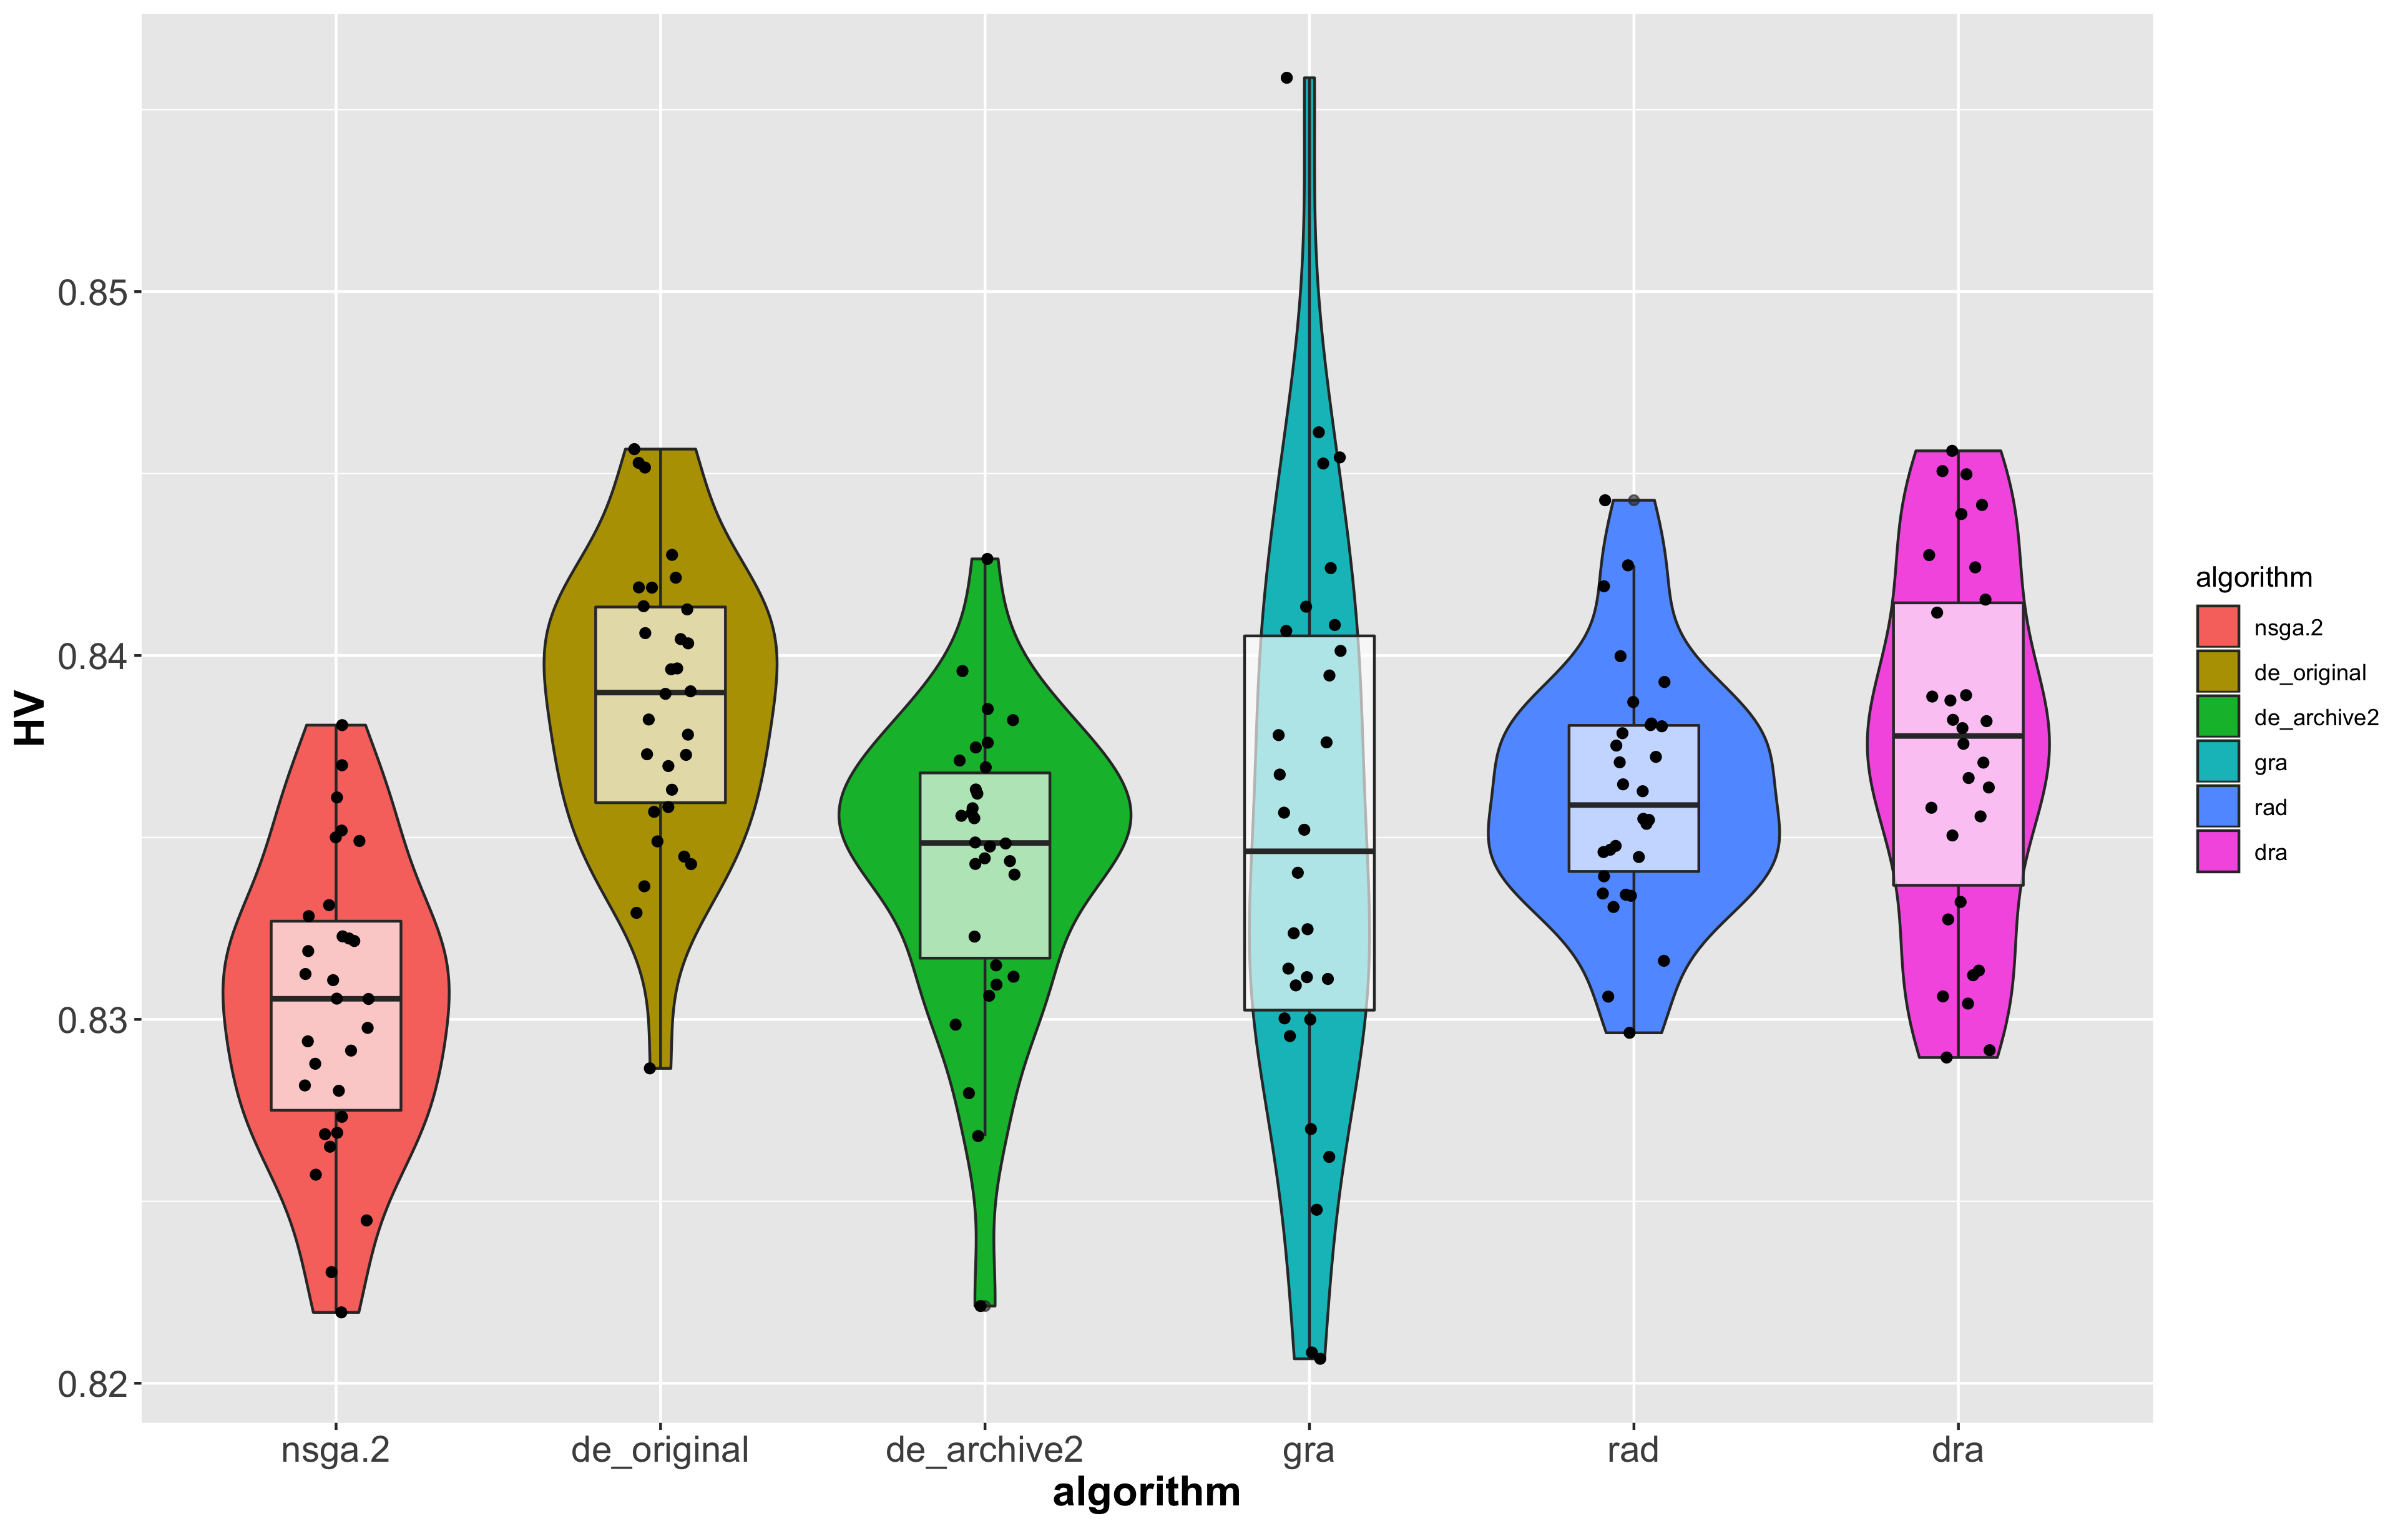 HV
0.85
0.84
0.83
0.82
nsga.2 de_original de_archive2 gra rad dra
algorithm
algorithm
nsga.2
de_original
de_archive2
gra
rad
dra